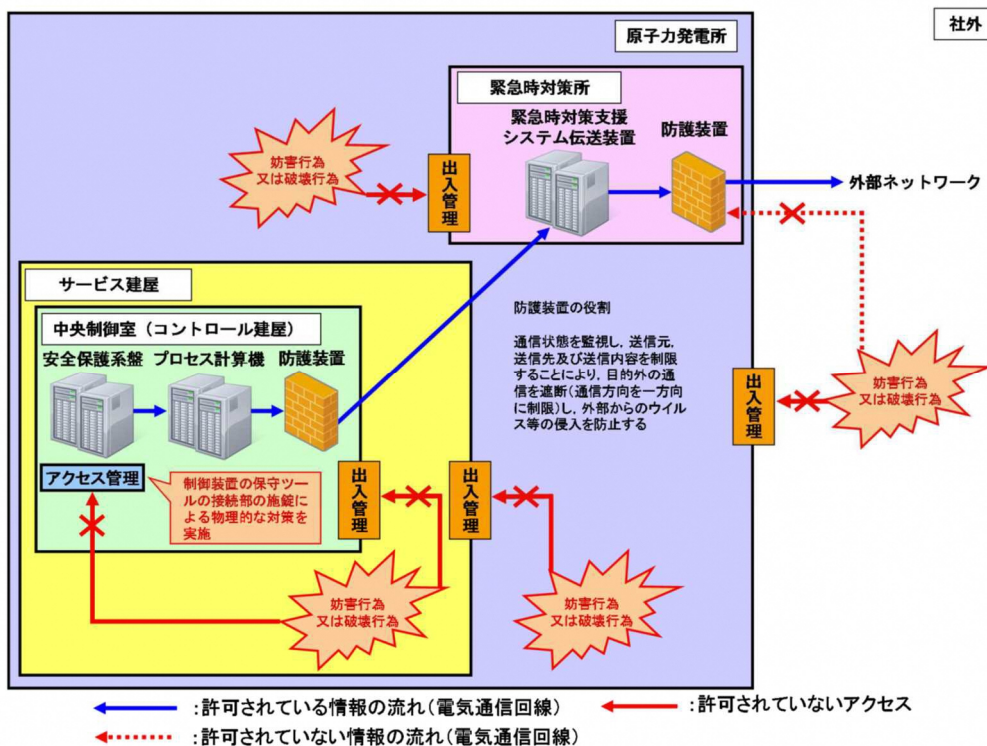 社外
原子力発電所
緊急時対策所
緊急時対策支援
システム伝送装置
防護装置
妨害行為
又は破壊行為
出入管理
外部ネットワーク
サービス建屋
中央制御室(コントロール建屋)
安全保護系盤
プロセス計算機
防護装置
防護装置の役割
通信状態を監視し、送信元、
送信先及び送信内容を制限
することにより、目的外の通
信を遮断(通信方向を一方向
に制限)し、外部からのウイル
ス等の侵入を防止する
出入管理
妨害行為
又は破壊行為
アクセス管理
制御装置の保守ツー
ルの接続部の施錠に
よる物理的な対策を
実施
出入管理
出入管理
妨害行為
又は破壊行為
妨害行為
又は破壊行為
:許可されている情報の流れ(電気通信回線)
:許可されていないアクセス
:許可されていない情報の流れ(電気通信回線)